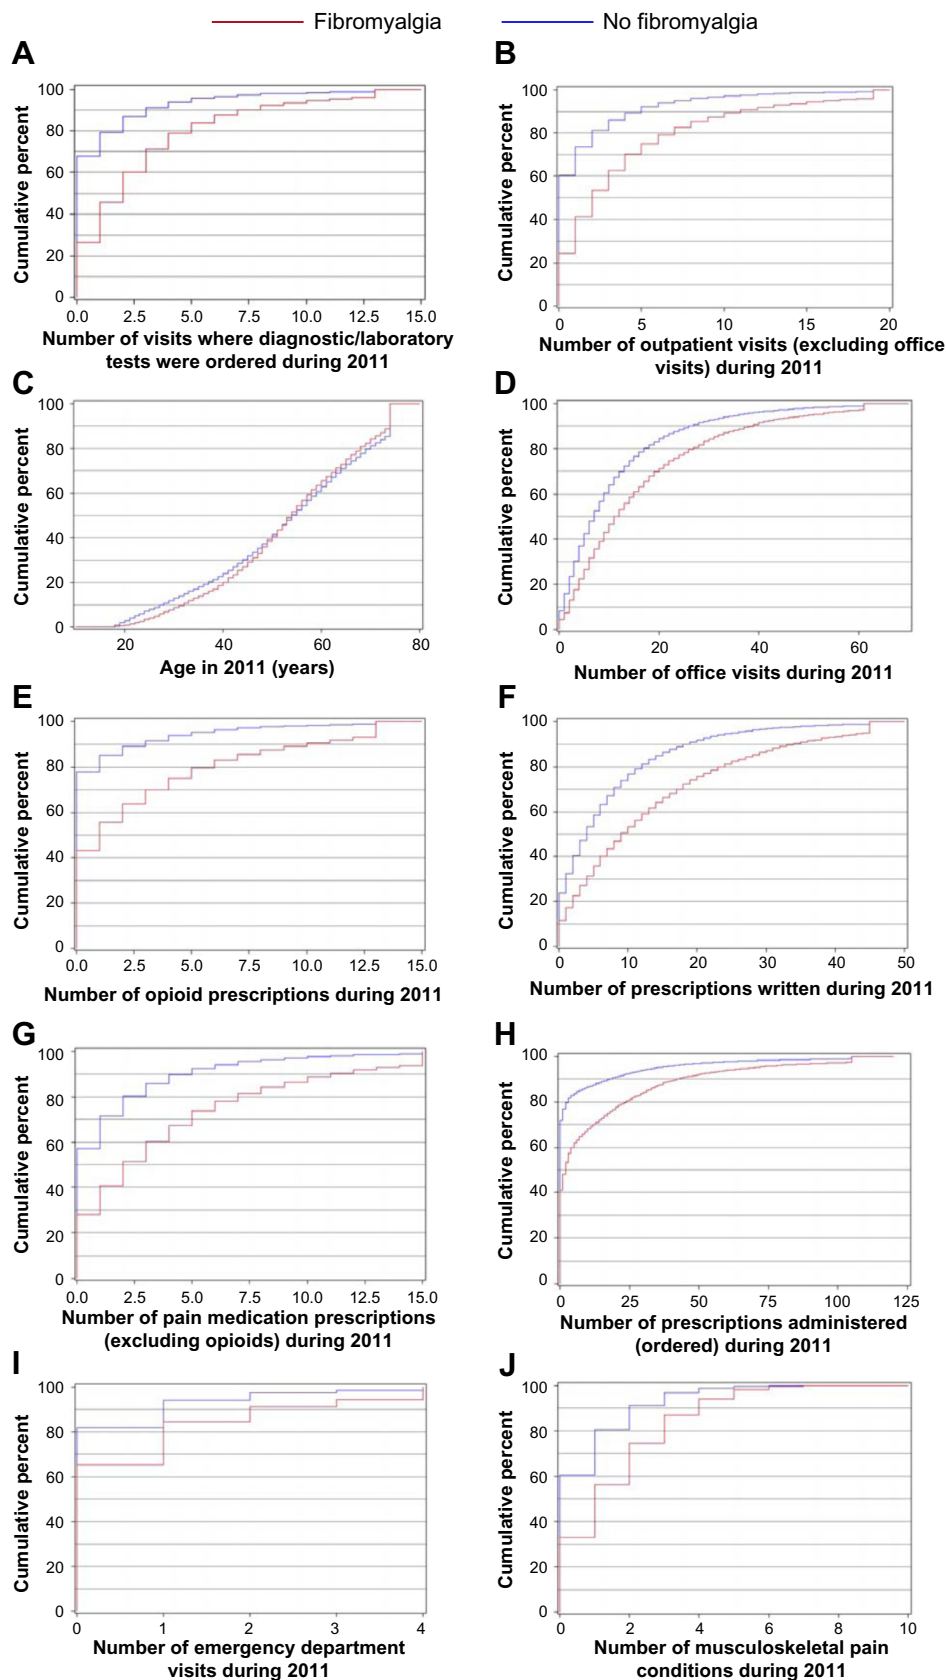 Fibromyalgia No fibromyalgia
A
Cumulative percent
100
80
60
40
20
0
0.0 2.5 5.0 7.5 10.0 12.5 15.0
Number of visits where diagnostic/laboratory
tests were ordered during 2011
B
Cumulative percent
100
80
60
40
20
0
0 5 10 15 20
Number of outpatient visits (excluding office
visits) during 2011
C
Cumulative percent
100
80
60
40
20
0
20 40 60 80
Age in 2011 (years)
D
Cumulative percent
100
80
60
40
20
0
0 20 40 60
Number of office visits during 2011
E
Cumulative percent
100
80
60
40
20
0
0.0 2.5 5.0 7.5 10.0 12.5 15.0
Number of opioid prescriptions during 2011
F
Cumulative percent
100
80
60
40
20
0
0 10 20 30 40 50
Number of prescriptions written during 2011
G
Cumulative percent
100
80
60
40
20
0
0.0 2.5 5.0 7.5 10.0 12.5 15.0
Number of pain medication prescriptions
(excluding opioids) during 2011
H
Cumulative percent
100
80
60
40
20
0
0 25 50 75 100 125
Number of prescriptions administered
(ordered) during 2011
I
Cumulative percent
100
80
60
40
20
0
0 1 2 3 4
Number of emergency department
visits during 2011
J
Cumulative percent
100
80
60
40
20
0
0 2 4 6 8 10
Number of musculoskeletal pain
conditions during 2011